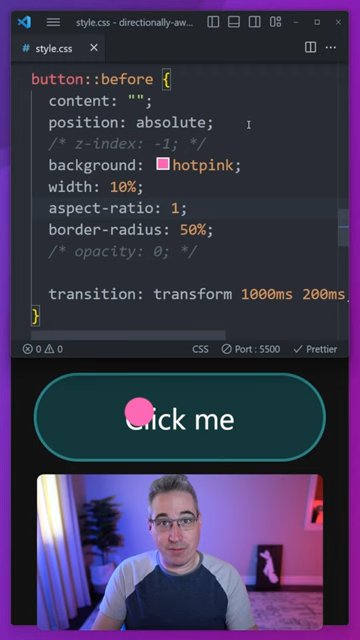 style.css - directionally-aw...
# style.css
button::before {
content: "";
position: absolute;
/* z-index: -1; */
background: hotpink;
width: 10%;
aspect-ratio: 1;
border-radius: 50%;
/* opacity: 0; */
transition: transform 1000ms 200ms
}
0 0 CSS Port : 5500 Prettier
Click me